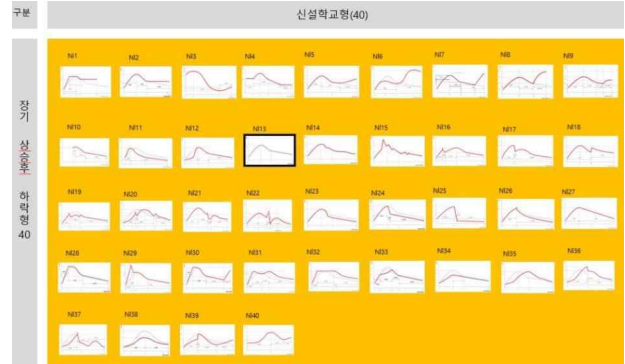 구분
신설학교형(40)
장기 상승후 하락형 40
NI1 NI2 NI3 NI4 NI5 NI6 NI7 NI8 NI9
NI10 NI11 NI12 NI13 NI14 NI15 NI16 NI17 NI18
NI19 NI20 NI21 NI22 NI23 NI24 NI25 NI26 NI27
NI28 NI29 NI30 NI31 NI32 NI33 NI34 NI35 NI36
NI37 NI38 NI39 NI40